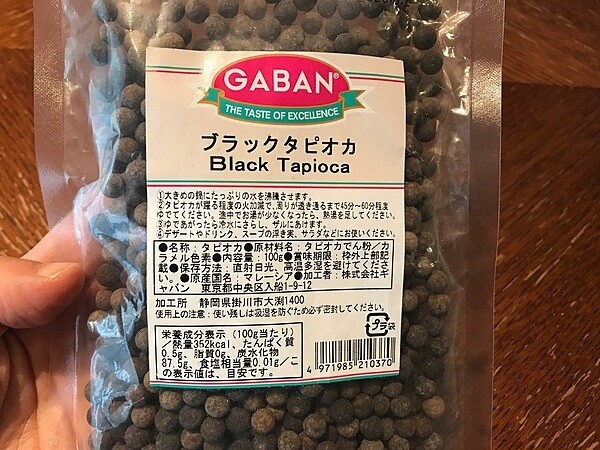 GABAN®
THE TASTE OF EXCELLENCE
ブラックタピオカ
Black Tapioca
①大きめの鍋にたっぷりの水を沸騰させます。
②タピオカが躍る程度の火加減で、周りが透き通るまで45分～60分程度
ゆでてください。途中でお湯が少なくなったら、熱湯を足してください。
③ゆであがったら冷水にさらし、ザルにあけます。
④デザートやドリンク、スープの浮き実、サラダなどにお使いください。
●名称：タピオカ●原材料名：タピオカでん粉／カ
ラメル色素●内容量：100g●賞味期限：枠外上部記
載●保存方法：直射日光、高温多湿を避けてくださ
い。●原産国名：マレーシア●加工者：株式会社ギ
ャバン　東京都中央区入船1-9-12
加工所　静岡県掛川市大渕1400
使用上の注意：使い残しは吸湿を防ぐため必ず密封してください。
栄養成分表示（100g当たり）
／熱量352kcal、たんぱく質
0.5g、脂質0g、炭水化物
87.5g、食塩相当量0.01g／こ
の表示値は、目安です。
プラ
袋
4 971985 210370